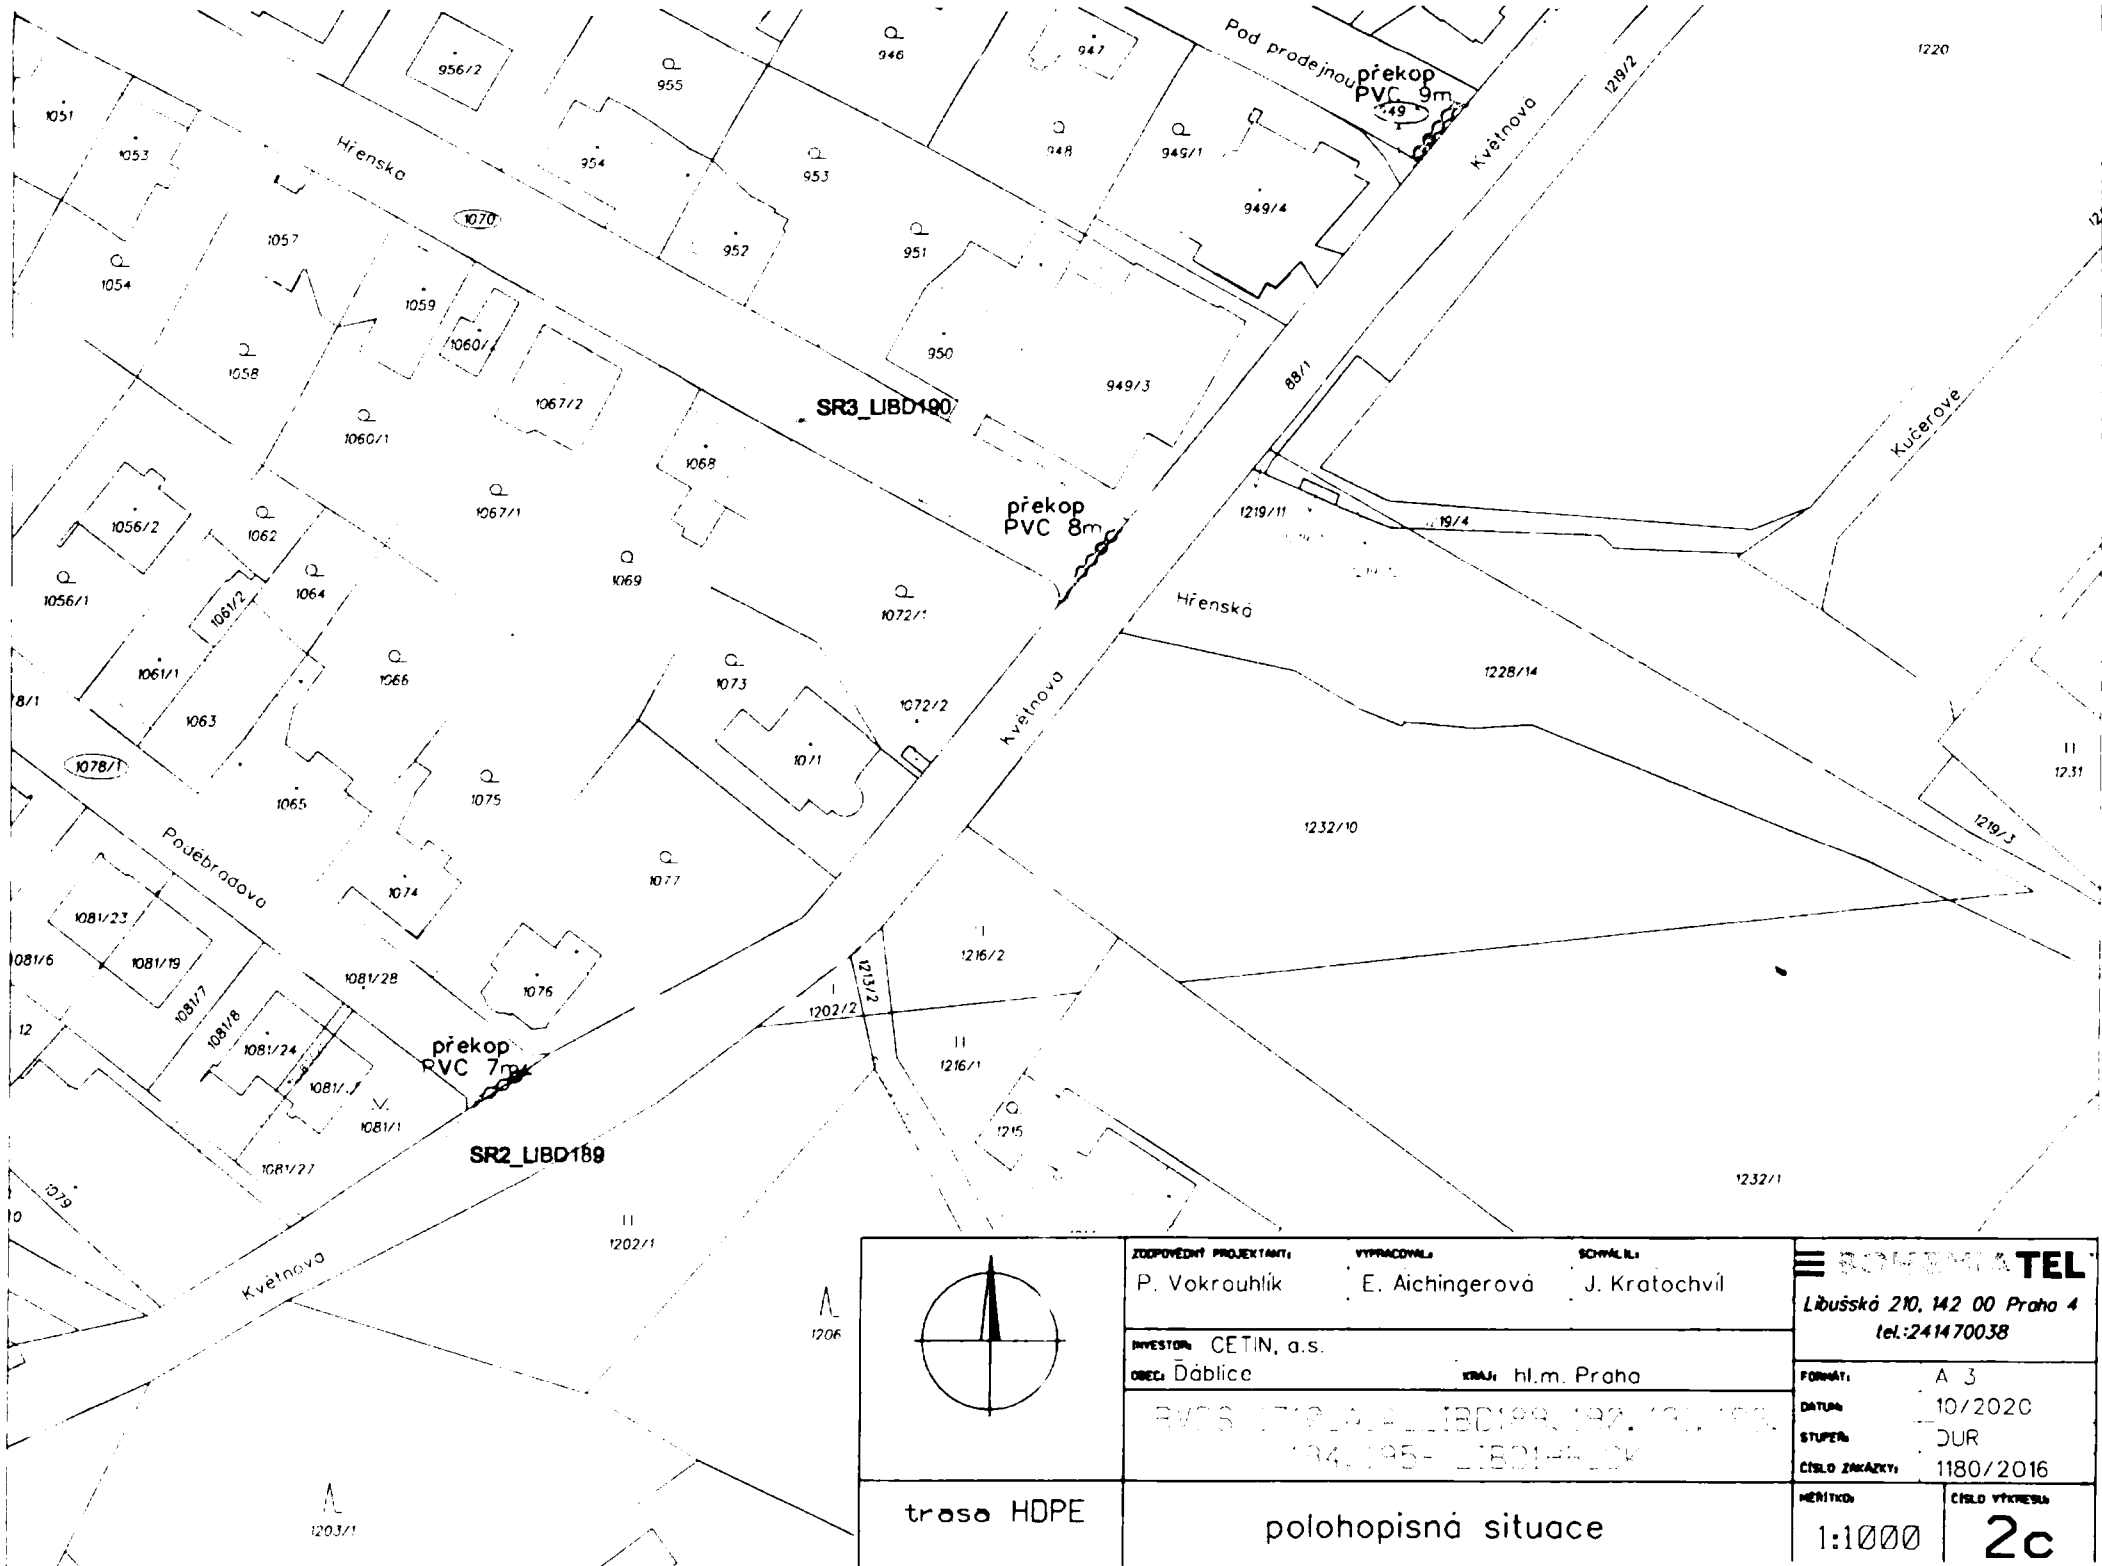 1220
946
947
Pod prodejnou
překop
PVC 9m
1219/2
956/2
955
1051
1053
954
953
948
949/1
Květnová
Hřenská
1070
949/4
1057
952
951
1054
1059
1060/2
950
88/1
1058
949/3
1067/2
SR3_LIBD190
1060/1
1068
Kučerové
1067/1
překop
PVC 8m
1219/11
1056/2
1062
1069
1064
1056/1
1061/2
1072/1
Hřenská
1061/1
1066
1073
1228/14
1063
1072/2
Květnová
1078/1
1071
1231
1065
1075
1219/3
1232/10
Poděbradova
1077
1074
1081/23
1081/19
1081/28
1216/2
1213/2
1076
1202/2
1081/7
1081/8
1081/24
překop
PVC 7m
1216/1
1081/1
1215
SR2_LIBD189
1081/27
1079
1232/1
1202/1
Květnová
1206
1203/1
ZODPOVĚDNÝ PROJEKTANT:
P. Vokrouhlík
VYPRACOVAL:
E. Aichingerová
SCHVÁLIL:
J. Kratochvíl
BOHEMIATEL
Libušská 210, 142 00 Praha 4
tel.:241470038
INVESTOR: CETIN, a.s.
OBEC: Ďáblice
KRAJ: hl.m. Praha
FORMÁT: A 3
DATUM: 10/2020
STUPEŇ: DUR
ČÍSLO ZAKÁZKY: 1180/2016
trasa HDPE
polohopisná situace
MĚŘÍTKO:
1:1000
ČÍSLO VÝKRESU:
2c